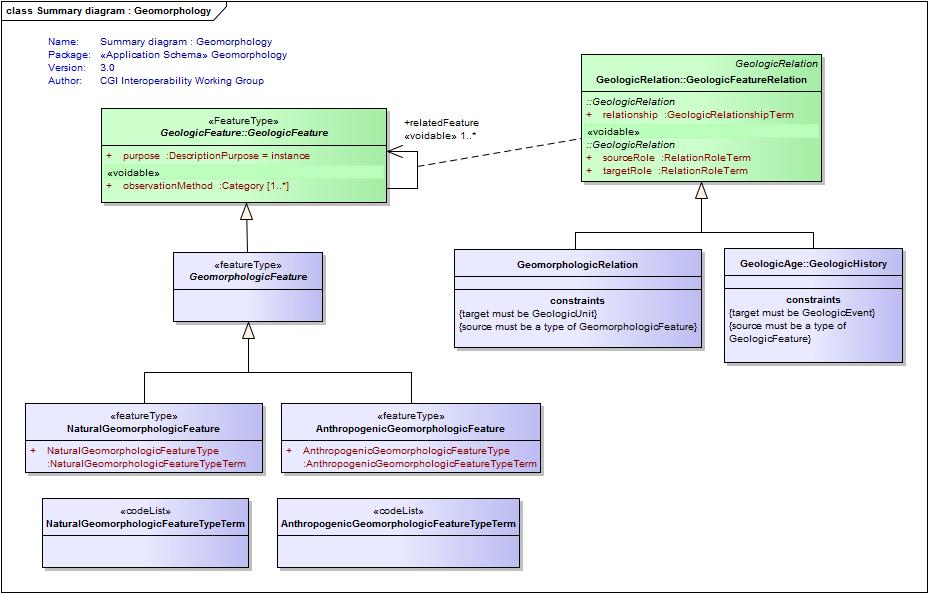 class Summary diagram : Geomorphology
Name: Summary diagram : Geomorphology
Package: «Application Schema» Geomorphology
Version: 3.0
Author: CGI Interoperability Working Group
«FeatureType»
GeologicFeature::GeologicFeature
+ purpose :DescriptionPurpose = instance
«voidable»
+ observationMethod :Category [1..*]
+relatedFeature
«voidable» 1..*
GeologicRelation
GeologicRelation::GeologicFeatureRelation
::GeologicRelation
+ relationship :GeologicRelationshipTerm
«voidable»
::GeologicRelation
+ sourceRole :RelationRoleTerm
+ targetRole :RelationRoleTerm
«featureType»
GeomorphologicFeature
GeomorphologicRelation
constraints
{target must be GeologicUnit}
{source must be a type of GeomorphologicFeature}
GeologicAge::GeologicHistory
constraints
{target must be GeologicEvent}
{source must be a type of
GeologicFeature}
«featureType»
NaturalGeomorphologicFeature
+ NaturalGeomorphologicFeatureType
:NaturalGeomorphologicFeatureTypeTerm
«featureType»
AnthropogenicGeomorphologicFeature
+ AnthropogenicGeomorphologicFeatureType
:AnthropogenicGeomorphologicFeatureTypeTerm
«codeList»
NaturalGeomorphologicFeatureTypeTerm
«codeList»
AnthropogenicGeomorphologicFeatureTypeTerm